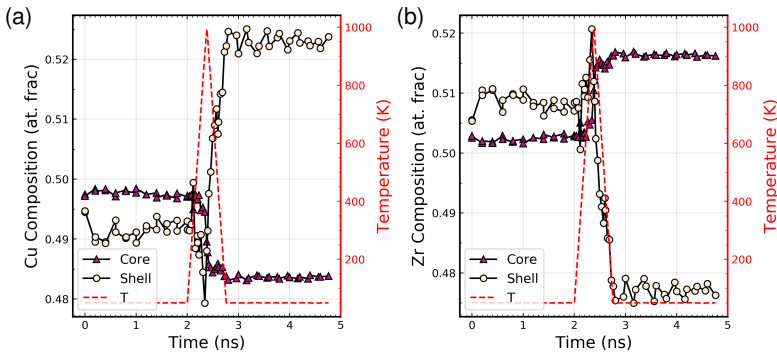 (a)
Cu Composition (at. frac)
0.52
0.51
0.50
0.49
0.48
Core
Shell
T
0
1
2
3
4
5
Time (ns)
1000
800
600
400
200
Temperature (K)
(b)
Zr Composition (at. frac)
0.52
0.51
0.50
0.49
0.48
Core
Shell
T
0
1
2
3
4
5
Time (ns)
1000
800
600
400
200
Temperature (K)